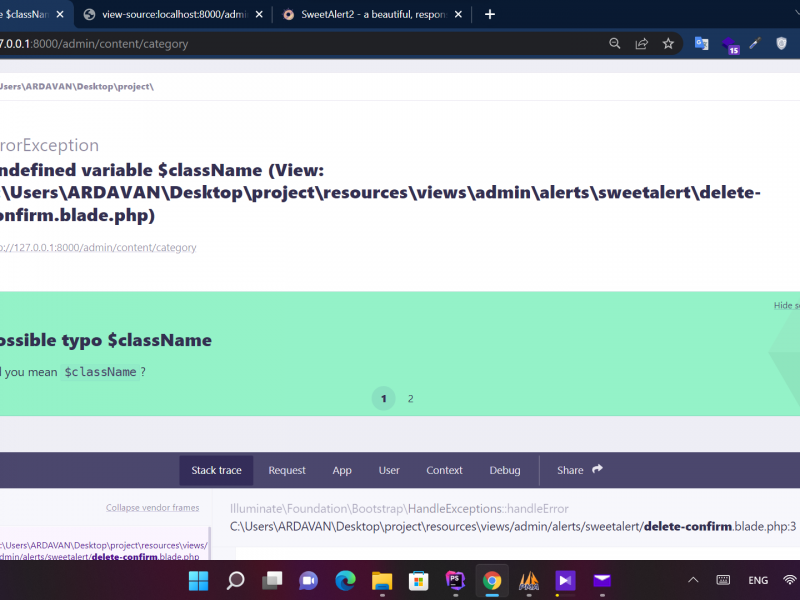 e $classNam
view-source:localhost:8000/admi
SweetAlert2 - a beautiful, respon
7.0.0.1:8000/admin/content/category
15
Users\ARDAVAN\Desktop\project\
rorException
ndefined variable $className (View:
:\Users\ARDAVAN\Desktop\project\resources\views\admin\alerts\sweetalert\delete-
onfirm.blade.php)
p://127.0.0.1:8000/admin/content/category
Hide s
ossible typo $className
d you mean $className ?
1 2
Stack trace Request App User Context Debug Share
Collapse vendor frames
Illuminate\Foundation\Bootstrap\HandleExceptions::handleError
C:\Users\ARDAVAN\Desktop\project\resources\views/admin/alerts/sweetalert/delete-confirm.blade.php:3
:\Users\ARDAVAN\Desktop\project\resources\views/
dmin/alerts/sweetalert/delete-confirm.blade.php
PS
PMA
ENG